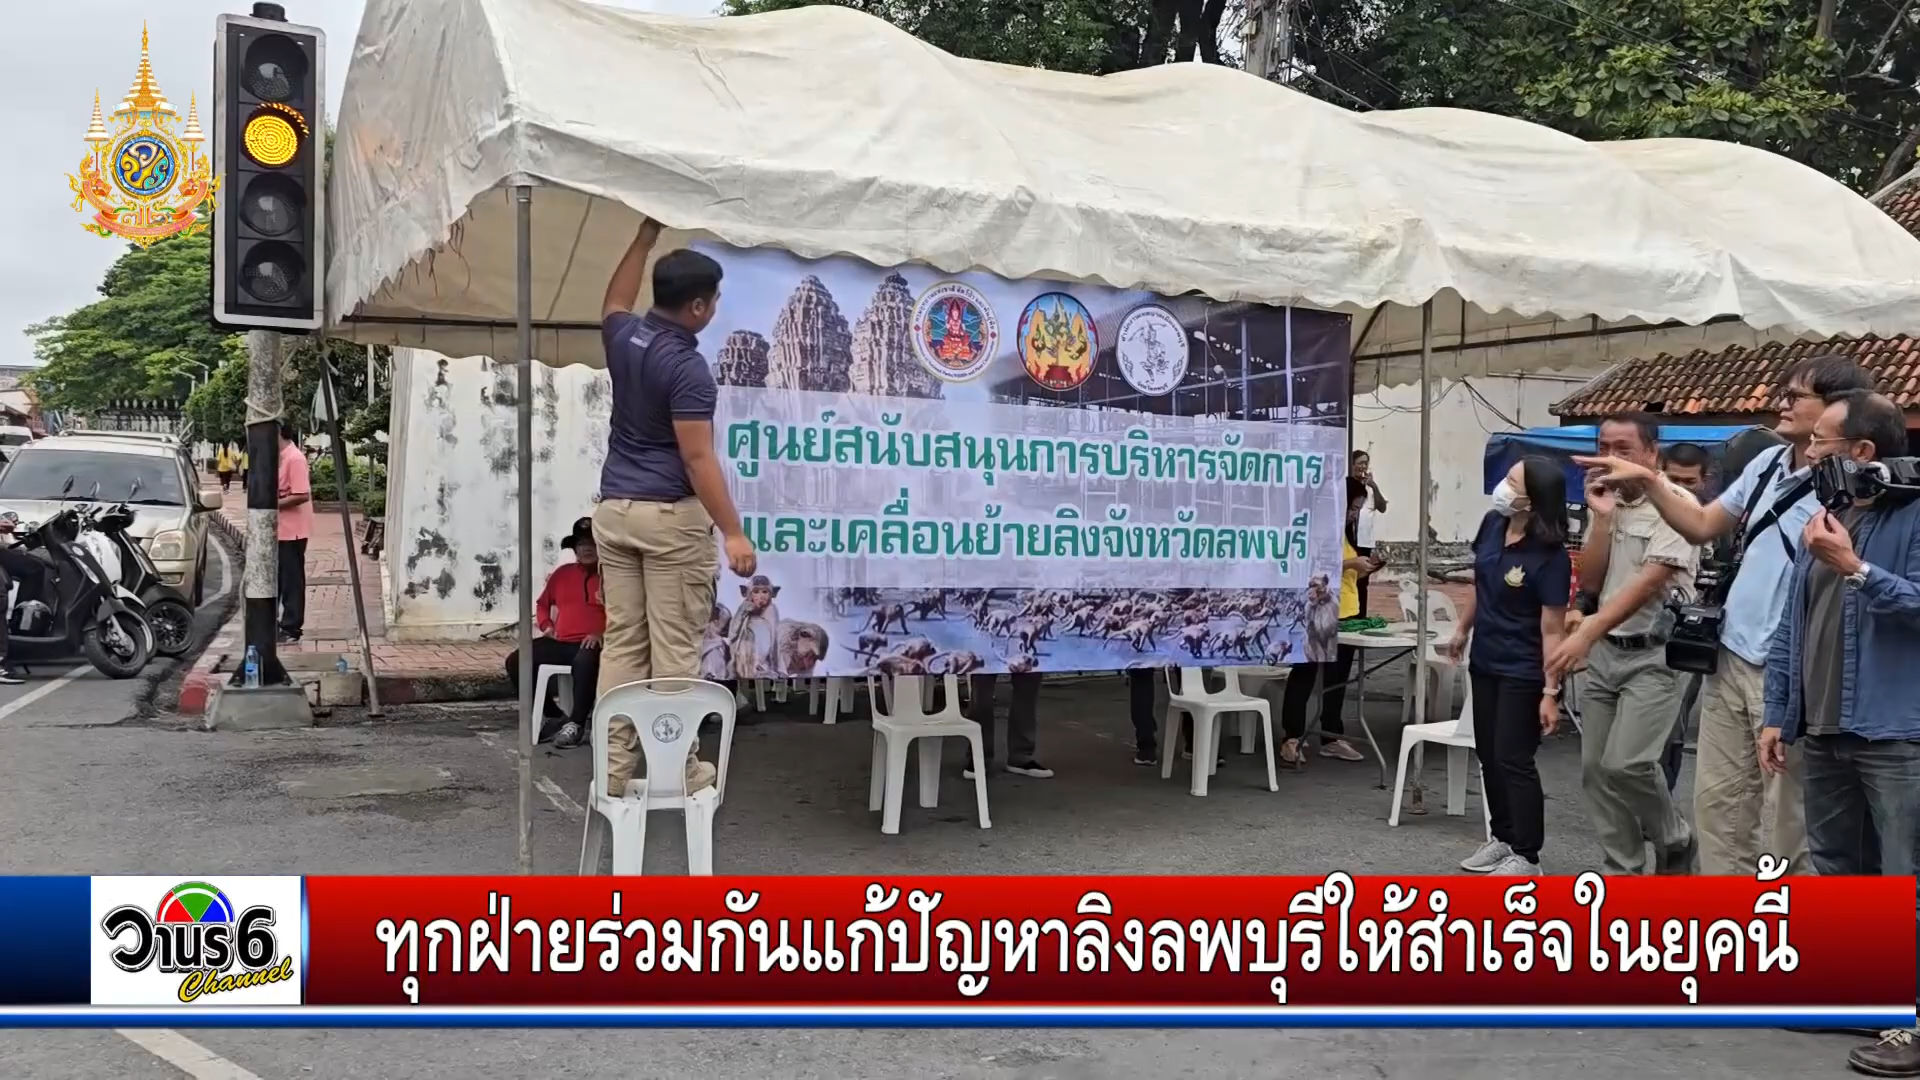 ศูนย์สนับสนุนการบริหารจัดการ
และเคลื่อนย้ายลิงจังหวัดลพบุรี
วานร6
Channel
ทุกฝ่ายร่วมกันแก้ปัญหาลิงลพบุรีให้สำเร็จในยุคนี้